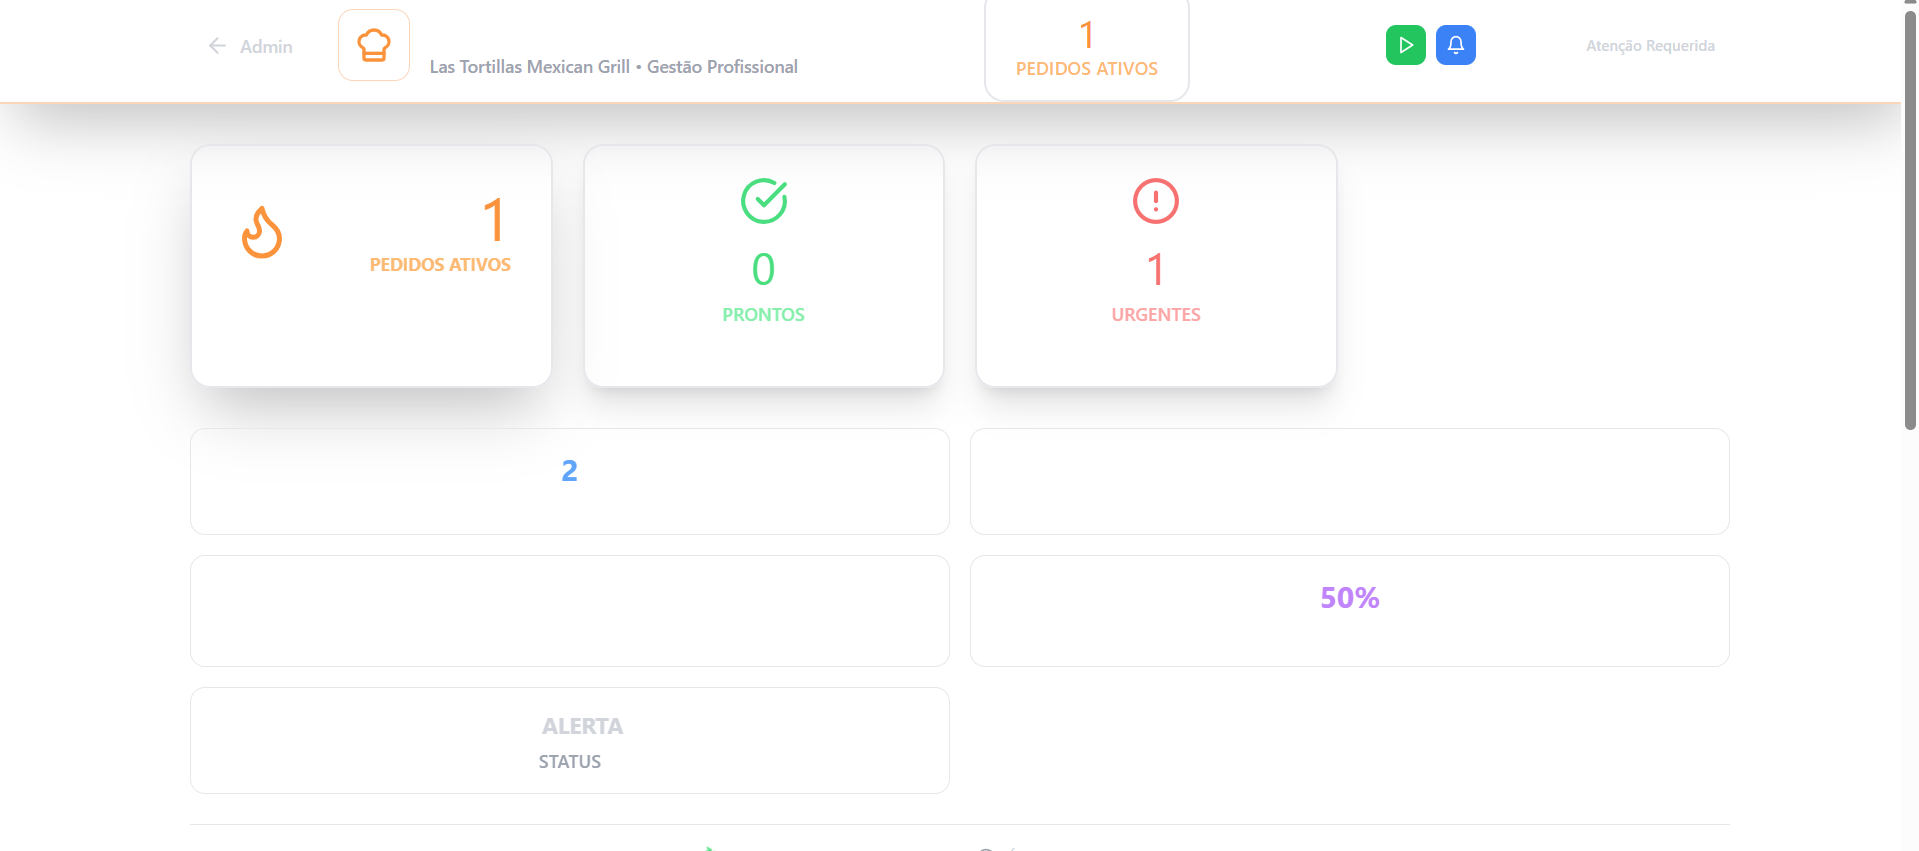 Admin
Las Tortillas Mexican Grill • Gestão Profissional
1
PEDIDOS ATIVOS
Atenção Requerida
1
PEDIDOS ATIVOS
0
PRONTOS
1
URGENTES
2
50%
ALERTA
STATUS